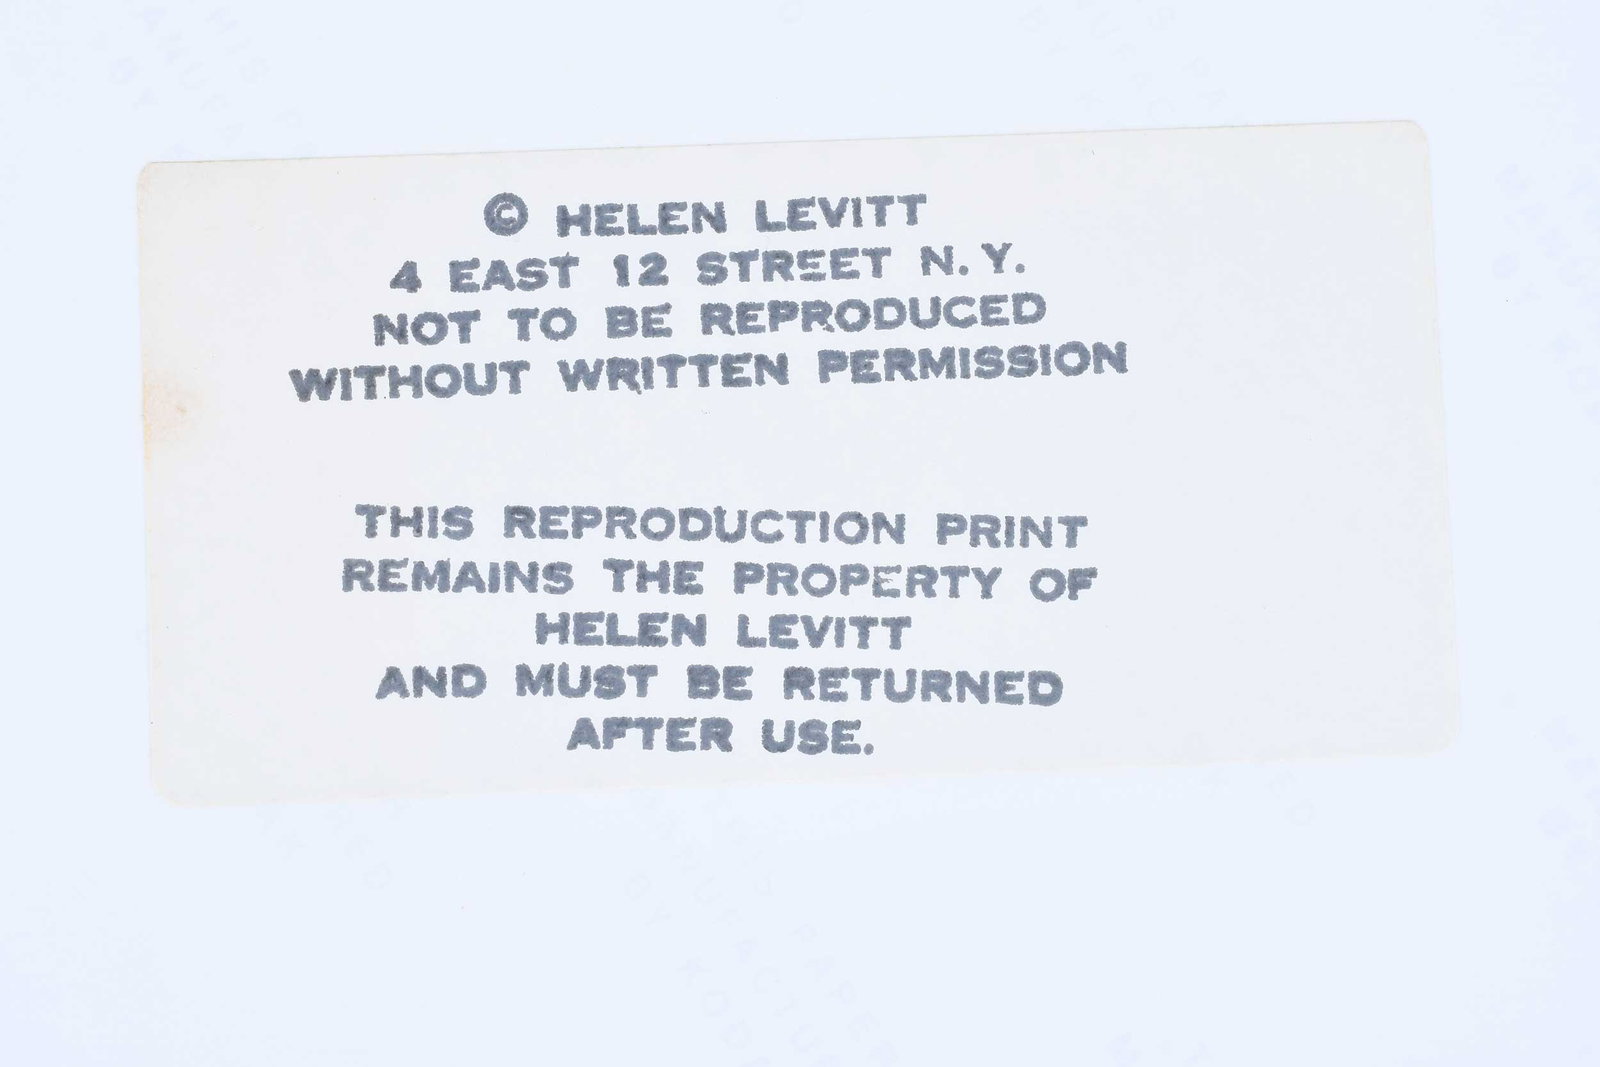 © HELEN LEVITT
4 EAST 12 STREET N.Y.
NOT TO BE REPRODUCED
WITHOUT WRITTEN PERMISSION
THIS REPRODUCTION PRINT
REMAINS THE PROPERTY OF
HELEN LEVITT
AND MUST BE RETURNED
AFTER USE.